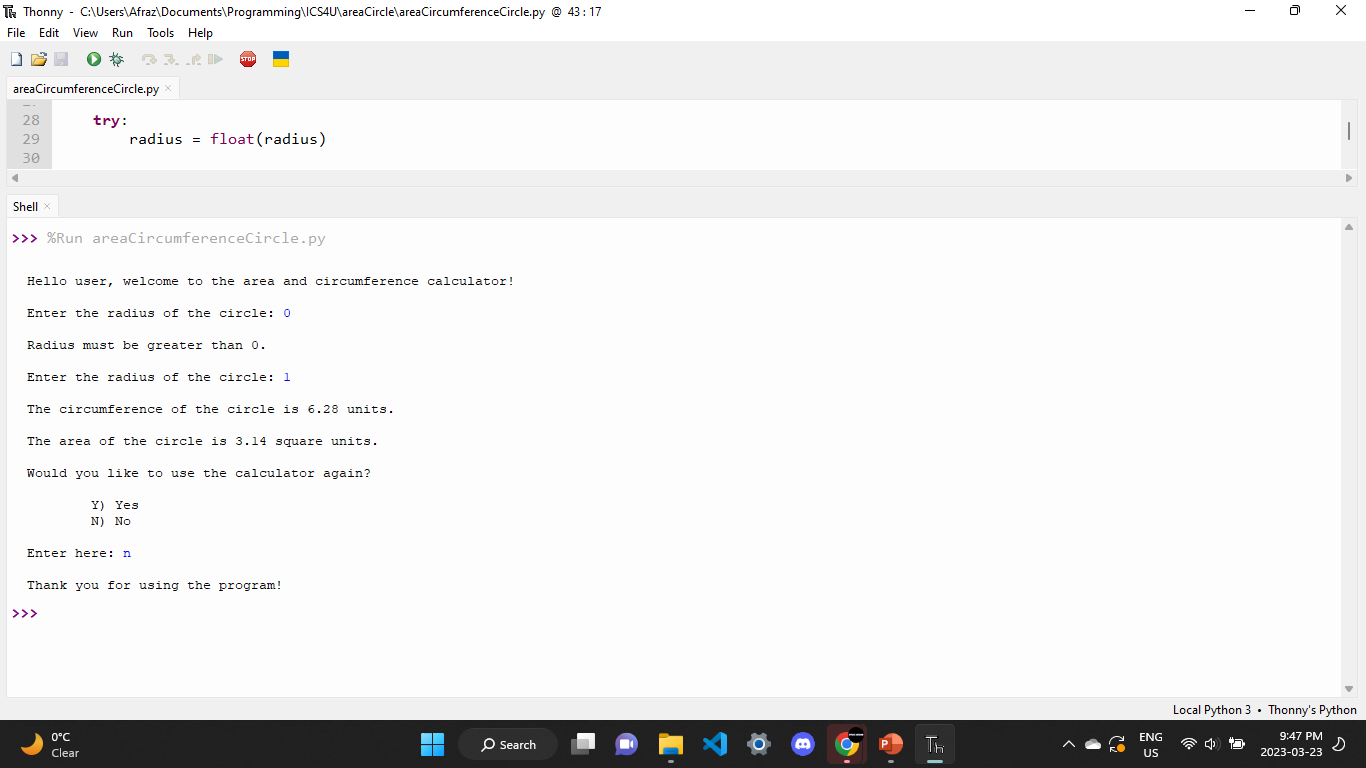 Thonny - C:\Users\Afraz\Documents\Programming\ICS4U\areaCircle\areaCircumferenceCircle.py @ 43 : 17
File Edit View Run Tools Help
STOP
areaCircumferenceCircle.py ×
28 try:
29 radius = float(radius)
30
Shell ×
>>> %Run areaCircumferenceCircle.py
Hello user, welcome to the area and circumference calculator!
Enter the radius of the circle: 0
Radius must be greater than 0.
Enter the radius of the circle: 1
The circumference of the circle is 6.28 units.
The area of the circle is 3.14 square units.
Would you like to use the calculator again?
Y) Yes
N) No
Enter here: n
Thank you for using the program!
>>>
Local Python 3 • Thonny's Python
0°C
Clear
Search
ENG
US
9:47 PM
2023-03-23